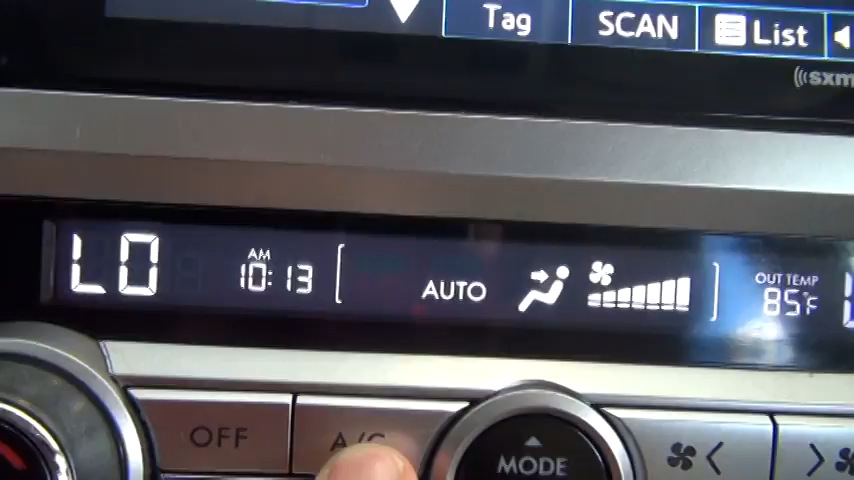 Tag SCAN List
sxm
LO AM 10:13 AUTO OUT TEMP 85°F
OFF A/C MODE < >